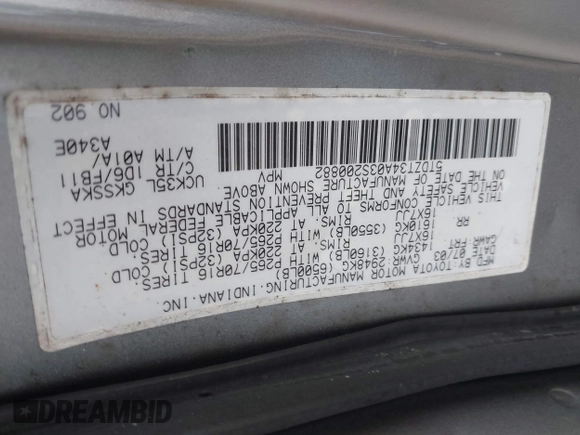 MFD.BY:TOYOTA MOTOR MANUFACTURING.INDIANA.INC.
DATE 07/03 GVWR 2948KG (6500LB)
GAWR-FRT 1434KG (3160LB) WITH P265/70R16 TIRES.
16X7JJ RIMS. AT 220KPA (32PSI) COLD
RR 1610KG (3550LB) WITH P265/70R16 TIRES.
16X7JJ RIMS. AT 220KPA (32PSI) COLD
THIS VEHICLE CONFORMS TO ALL APPLICABLE FEDERAL MOTOR
VEHICLE SAFETY AND THEFT PREVENTION STANDARDS IN EFFECT
ON THE DATE OF MANUFACTURE SHOWN ABOVE.
5TDZT34A03S200882 MPV
UCK35L GKSSKA
C/TR 1D6/FB11
A/TM A01A/ A340E
NO.902
DREAMBID